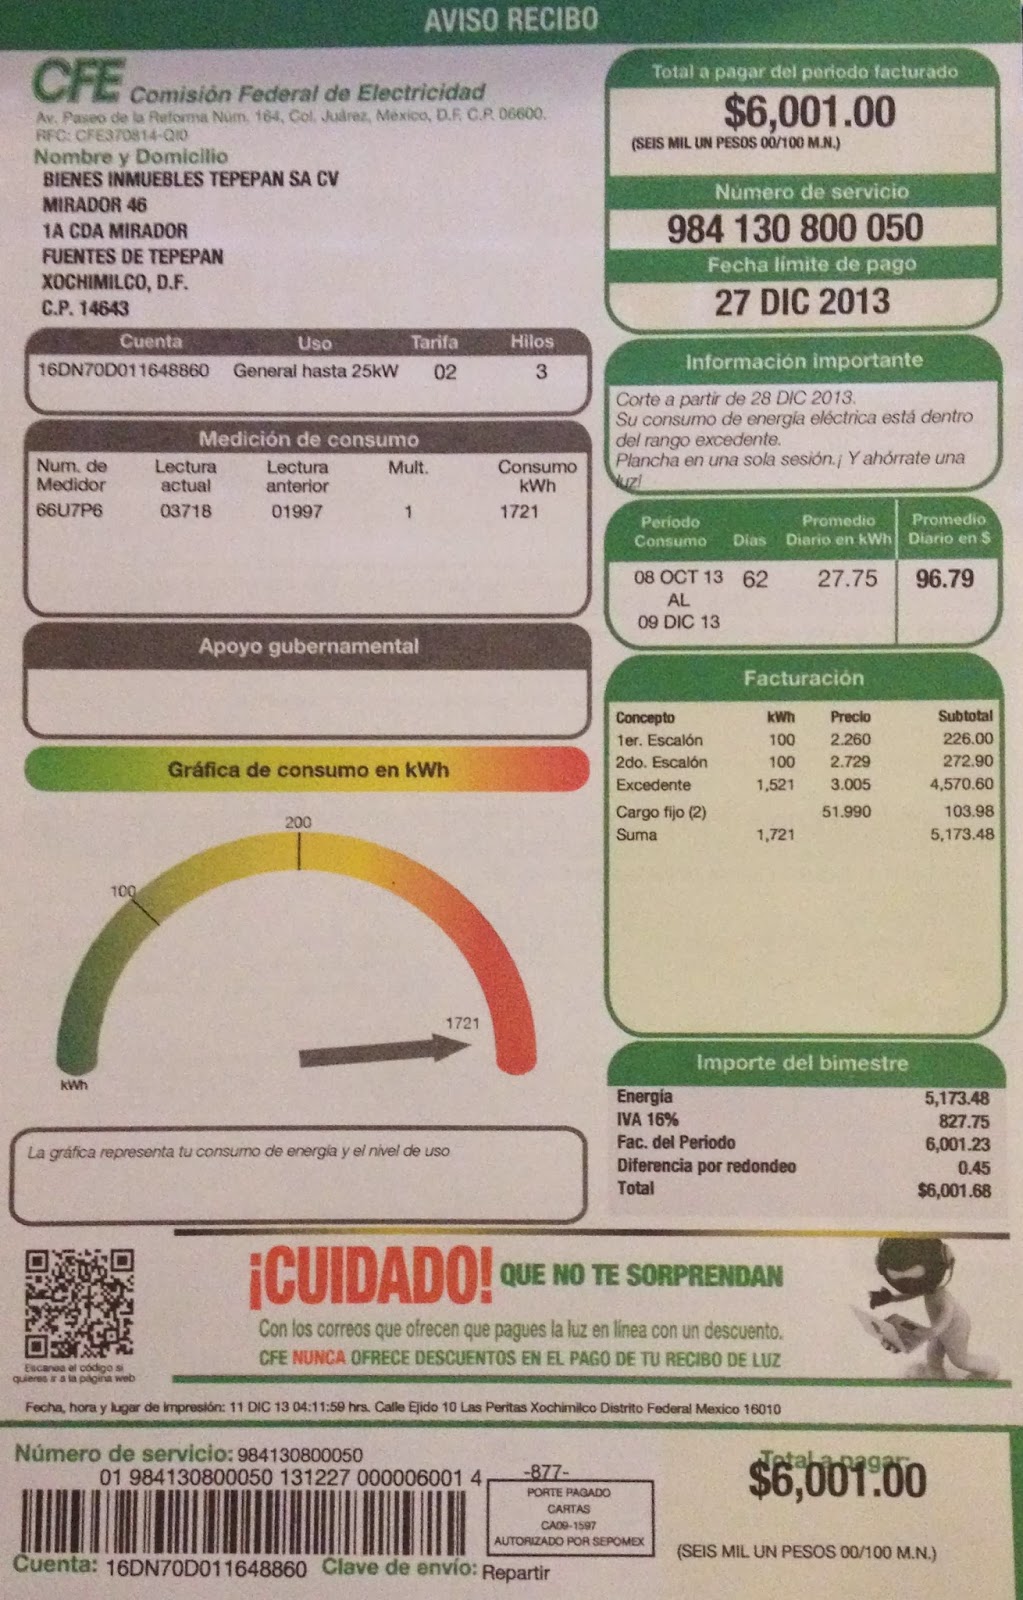 AVISO RECIBO
CFE Comisión Federal de Electricidad
Av. Paseo de la Reforma Núm. 164, Col. Juárez, México, D.F. C.P. 06600.
RFC: CFE370814-QI0
Nombre y Domicilio
BIENES INMUEBLES TEPEPAN SA CV
MIRADOR 46
1A CDA MIRADOR
FUENTES DE TEPEPAN
XOCHIMILCO, D.F.
C.P. 14643
Total a pagar del periodo facturado
$6,001.00
(SEIS MIL UN PESOS 00/100 M.N.)
Número de servicio
984 130 800 050
Fecha límite de pago
27 DIC 2013
Cuenta Uso Tarifa Hilos
16DN70D011648860 General hasta 25kW 02 3
Información importante
Corte a partir de 28 DIC 2013.
Su consumo de energía eléctrica está dentro
del rango excedente.
Plancha en una sola sesión.¡ Y ahórrate una
luz!
Medición de consumo
Num. de Medidor Lectura actual Lectura anterior Mult. Consumo kWh
66U7P6 03718 01997 1 1721
Periodo Consumo Días Promedio Diario en kWh Promedio Diario en $
08 OCT 13 62 27.75 96.79
AL
09 DIC 13
Apoyo gubernamental
Facturación
Concepto kWh Precio Subtotal
1er. Escalón 100 2.260 226.00
2do. Escalón 100 2.729 272.90
Excedente 1,521 3.005 4,570.60
Cargo fijo (2) 51.990 103.98
Suma 1,721 5,173.48
Gráfica de consumo en kWh
200
100
1721
kWh
La gráfica representa tu consumo de energía y el nivel de uso
Importe del bimestre
Energía 5,173.48
IVA 16% 827.75
Fac. del Periodo 6,001.23
Diferencia por redondeo 0.45
Total $6,001.68
Escanea el código si
quieres ir a la página web
¡CUIDADO! QUE NO TE SORPRENDAN
Con los correos que ofrecen que pagues la luz en línea con un descuento.
CFE NUNCA OFRECE DESCUENTOS EN EL PAGO DE TU RECIBO DE LUZ
Fecha, hora y lugar de impresión: 11 DIC 13 04:11:59 hrs. Calle Ejido 10 Las Peritas Xochimilco Distrito Federal Mexico 16010
Número de servicio: 984130800050
01 984130800050 131227 000006001 4
-877-
PORTE PAGADO
CARTAS
CA09-1597
AUTORIZADO POR SEPOMEX
Total a pagar:
$6,001.00
(SEIS MIL UN PESOS 00/100 M.N.)
Cuenta: 16DN70D011648860 Clave de envío: Repartir